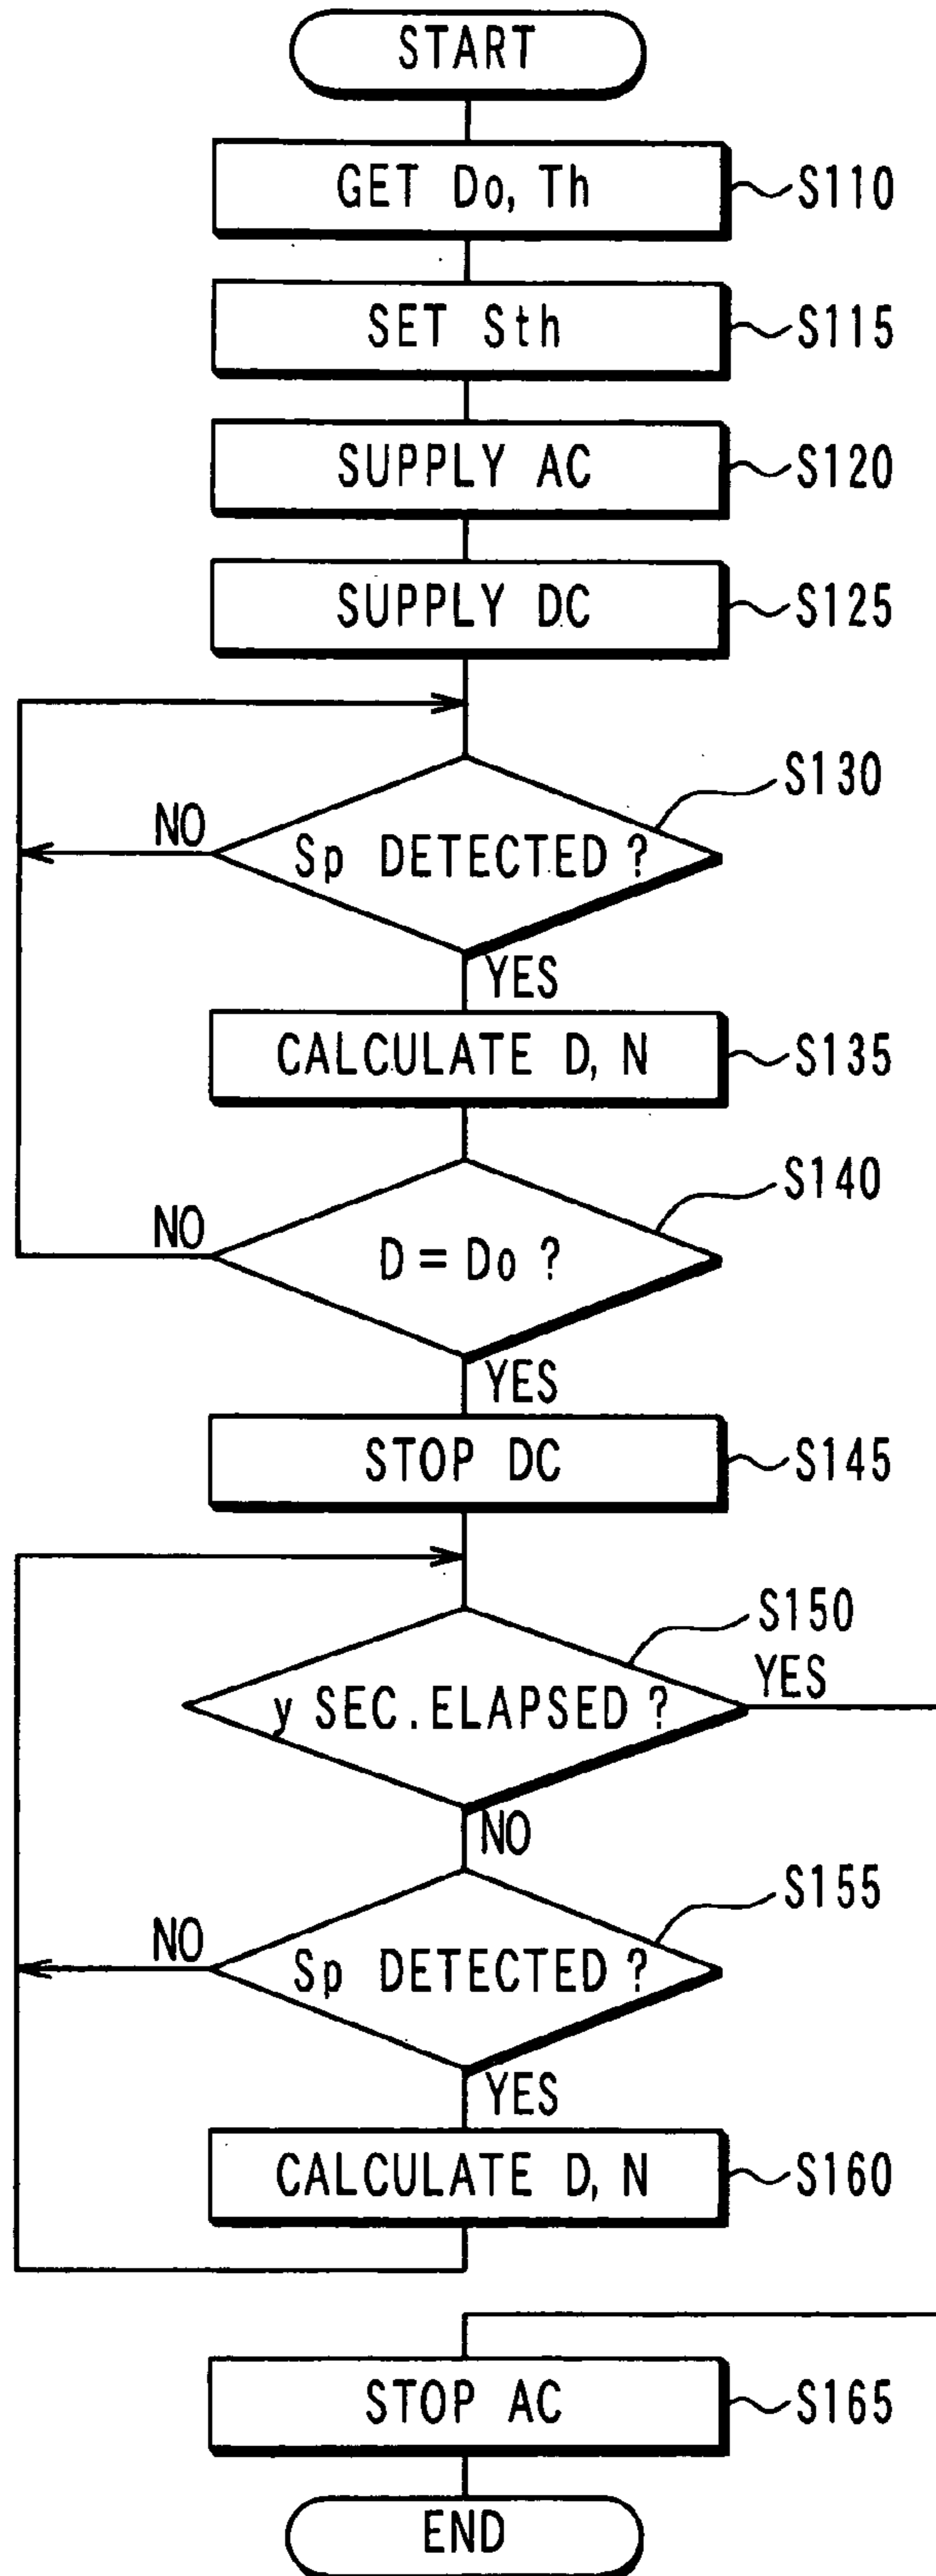 START
GET Do, Th
S110
SET Sth
S115
SUPPLY AC
S120
SUPPLY DC
S125
S130
NO
Sp DETECTED ?
YES
CALCULATE D, N
S135
S140
NO
D = Do ?
YES
STOP DC
S145
S150
YES
y SEC. ELAPSED ?
NO
S155
NO
Sp DETECTED ?
YES
CALCULATE D, N
S160
STOP AC
S165
END